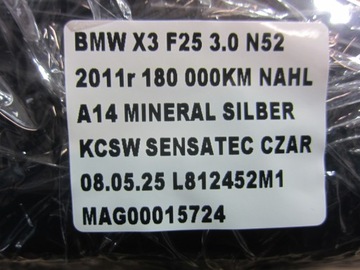 BMW X3 F25 3.0 N52
2011r 180 000KM NAHL
A14 MINERAL SILBER
KCSW SENSATEC CZAR
08.05.25 L812452M1
MAG00015724